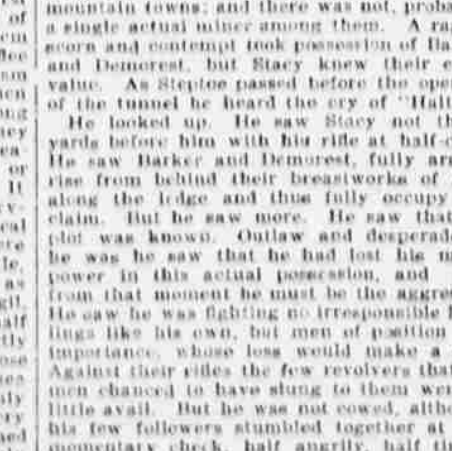 mountain towns; and there was not, proba
a single actual miner among them. A ra
scorn and contempt took possession of Ba
and Demorest, but Stacy knew their e
value. As Steptoe passed before the ope
of the tunnel he heard the cry of "Halt
He looked up. He saw Stacy not th
yards before him with his rifle at half-c
He saw Barker and Demorest, fully ar
rise from behind their breastworks of
along the ledge and thus fully occupy
claim. But he saw more. He saw that
plot was known. Outlaw and desperad
he was he saw that he had lost his m
power in this actual possession, and
from that moment he must be the aggres
He saw he was fighting no irresponsible h
lings like his own, but men of position
importance, whose loss would make a
Against their rifles the few revolvers that
men chanced to have slung to them wer
little avail. But he was not cowed, altho
his few followers stumbled together at
momentary check, half angrily, half tim